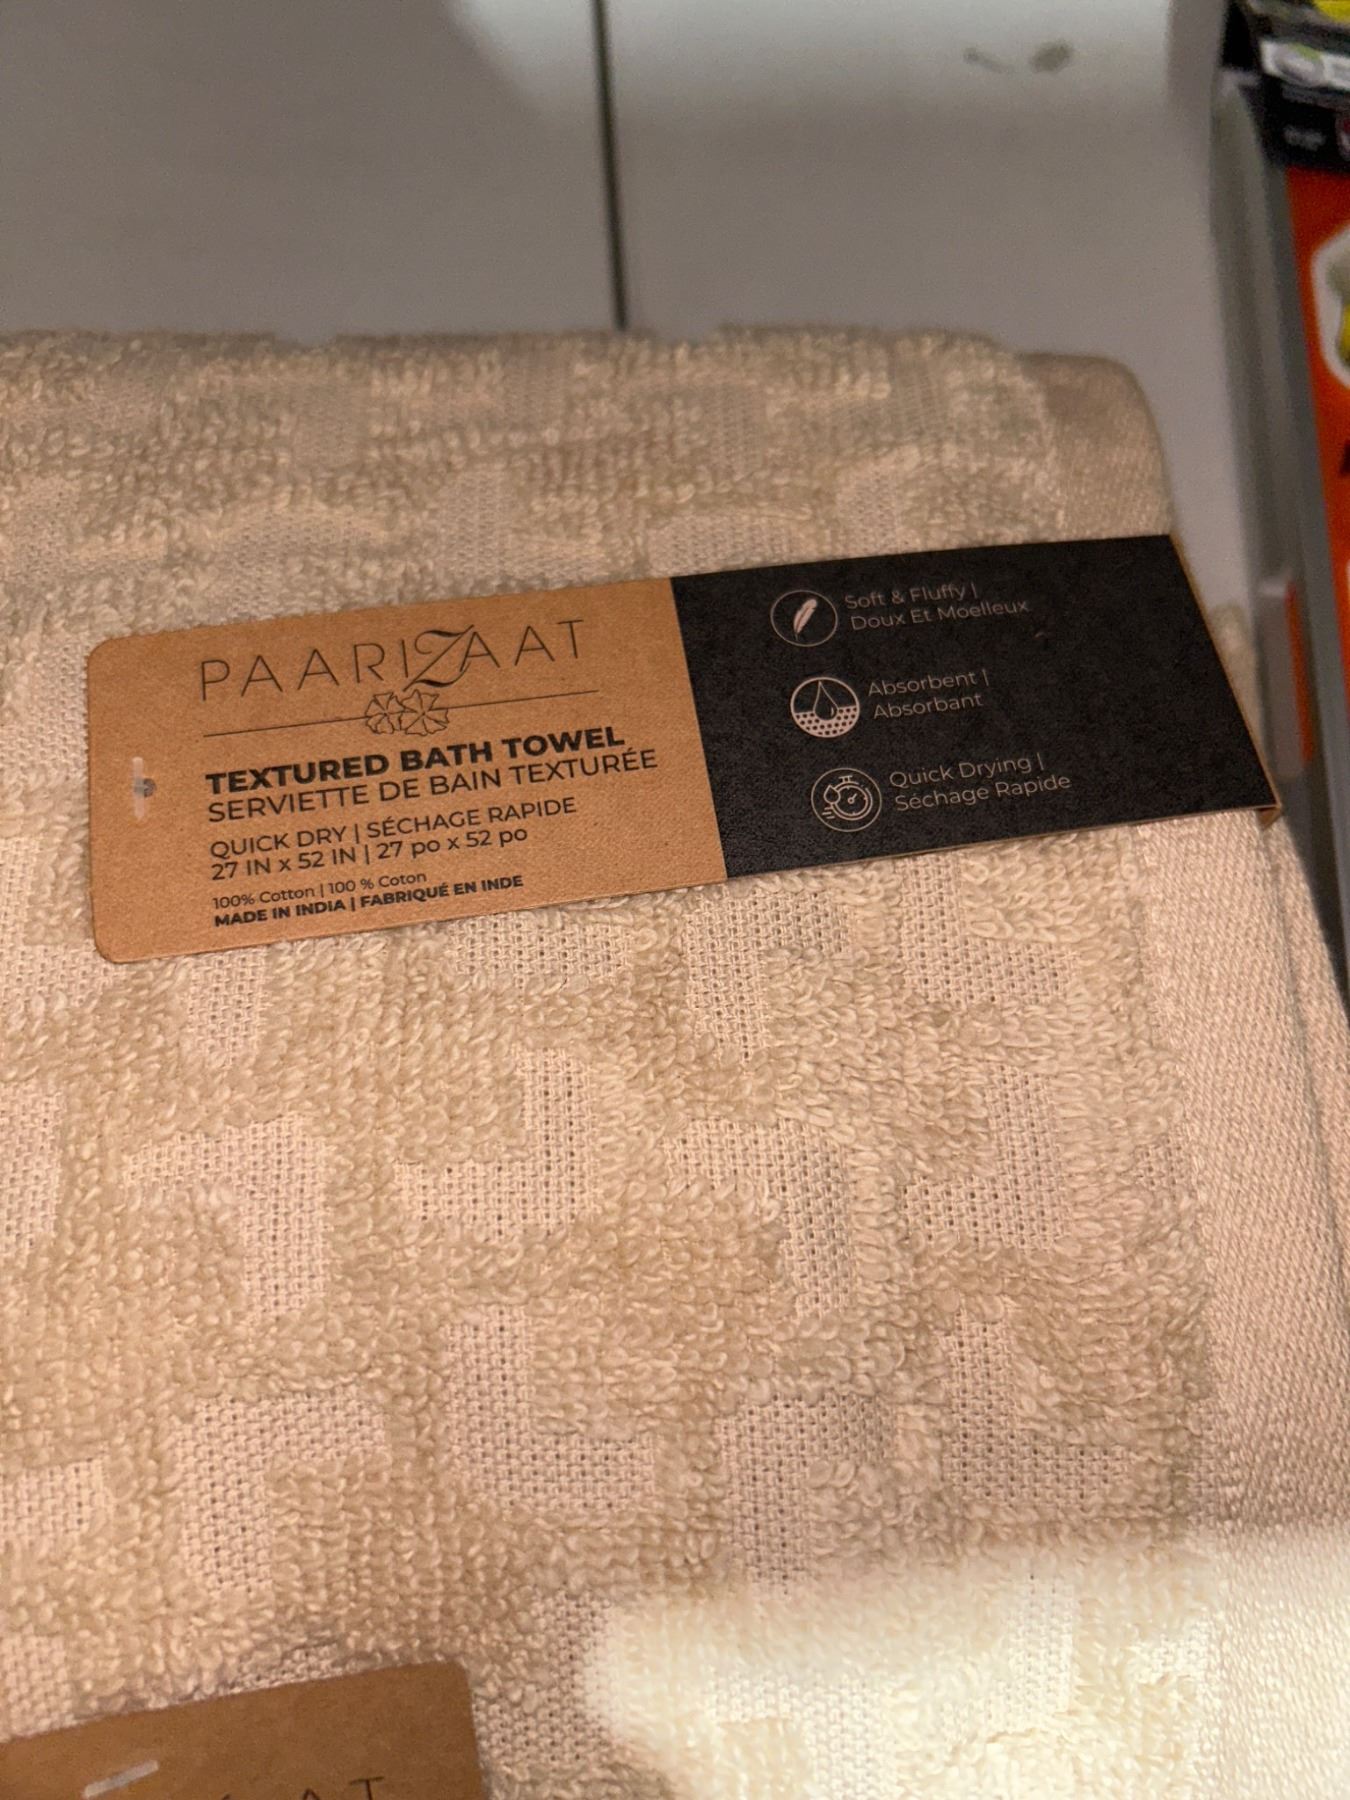 PAARIZAAT
TEXTURED BATH TOWEL
SERVIETTE DE BAIN TEXTURÉE
QUICK DRY | SÉCHAGE RAPIDE
27 IN x 52 IN | 27 po x 52 po
100% Cotton | 100 % Coton
MADE IN INDIA | FABRIQUÉ EN INDE
Soft & Fluffy |
Doux Et Moelleux
Absorbent |
Absorbant
Quick Drying |
Séchage Rapide
AT